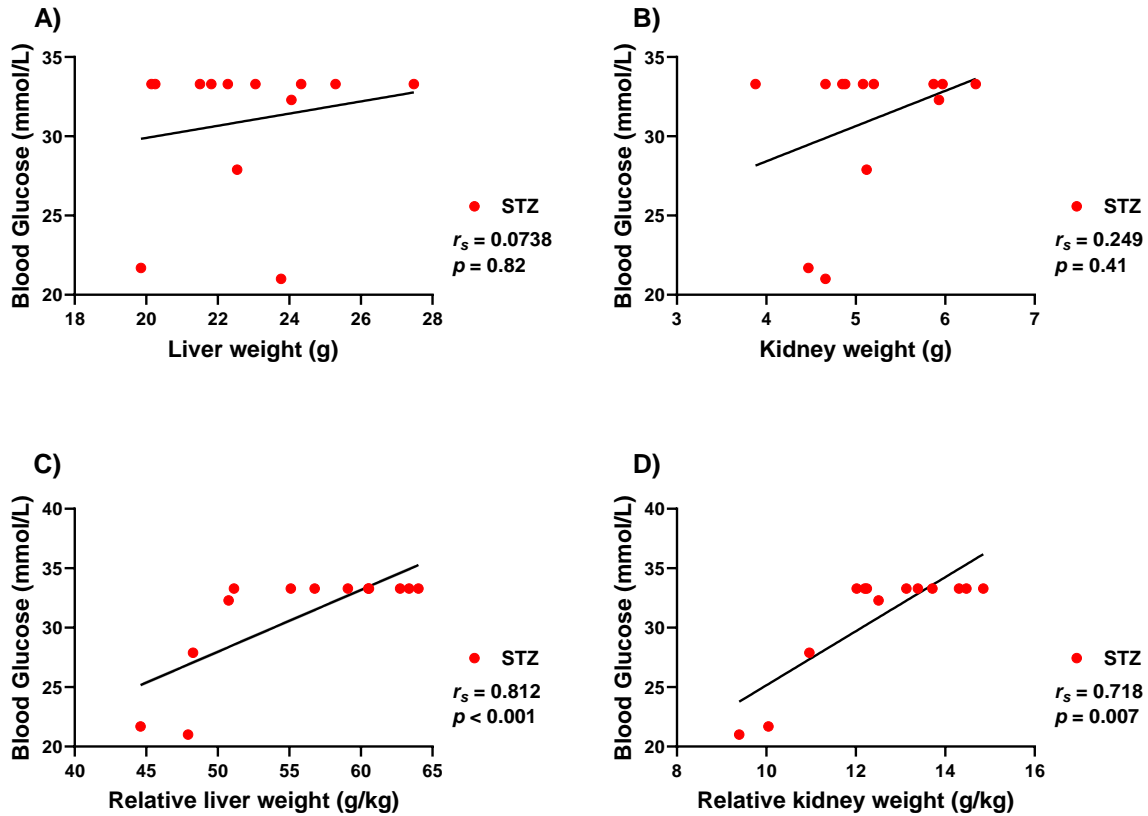 A)
Blood Glucose (mmol/L)
35
30
25
20
18 20 22 24 26 28
Liver weight (g)
STZ
rs = 0.0738
p = 0.82
B)
Blood Glucose (mmol/L)
35
30
25
20
3 4 5 6 7
Kidney weight (g)
STZ
rs = 0.249
p = 0.41
C)
Blood Glucose (mmol/L)
40
35
30
25
20
40 45 50 55 60 65
Relative liver weight (g/kg)
STZ
rs = 0.812
p < 0.001
D)
Blood Glucose (mmol/L)
40
35
30
25
20
8 10 12 14 16
Relative kidney weight (g/kg)
STZ
rs = 0.718
p = 0.007